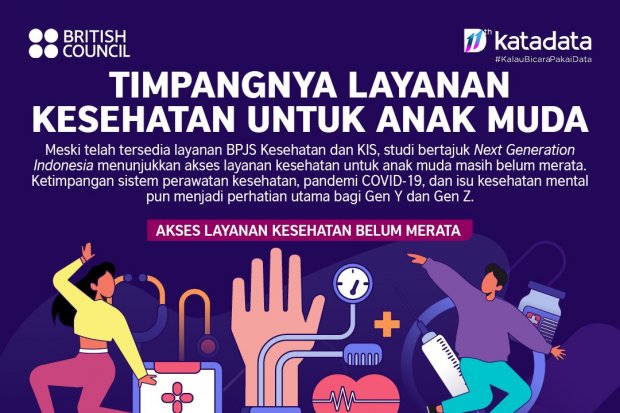 BRITISH
COUNCIL
11th katadata
#KalauBicaraPakaiData
TIMPANGNYA LAYANAN
KESEHATAN UNTUK ANAK MUDA
Meski telah tersedia layanan BPJS Kesehatan dan KIS, studi bertajuk Next Generation
Indonesia menunjukkan akses layanan kesehatan untuk anak muda masih belum merata.
Ketimpangan sistem perawatan kesehatan, pandemi COVID-19, dan isu kesehatan mental
pun menjadi perhatian utama bagi Gen Y dan Gen Z.
AKSES LAYANAN KESEHATAN BELUM MERATA